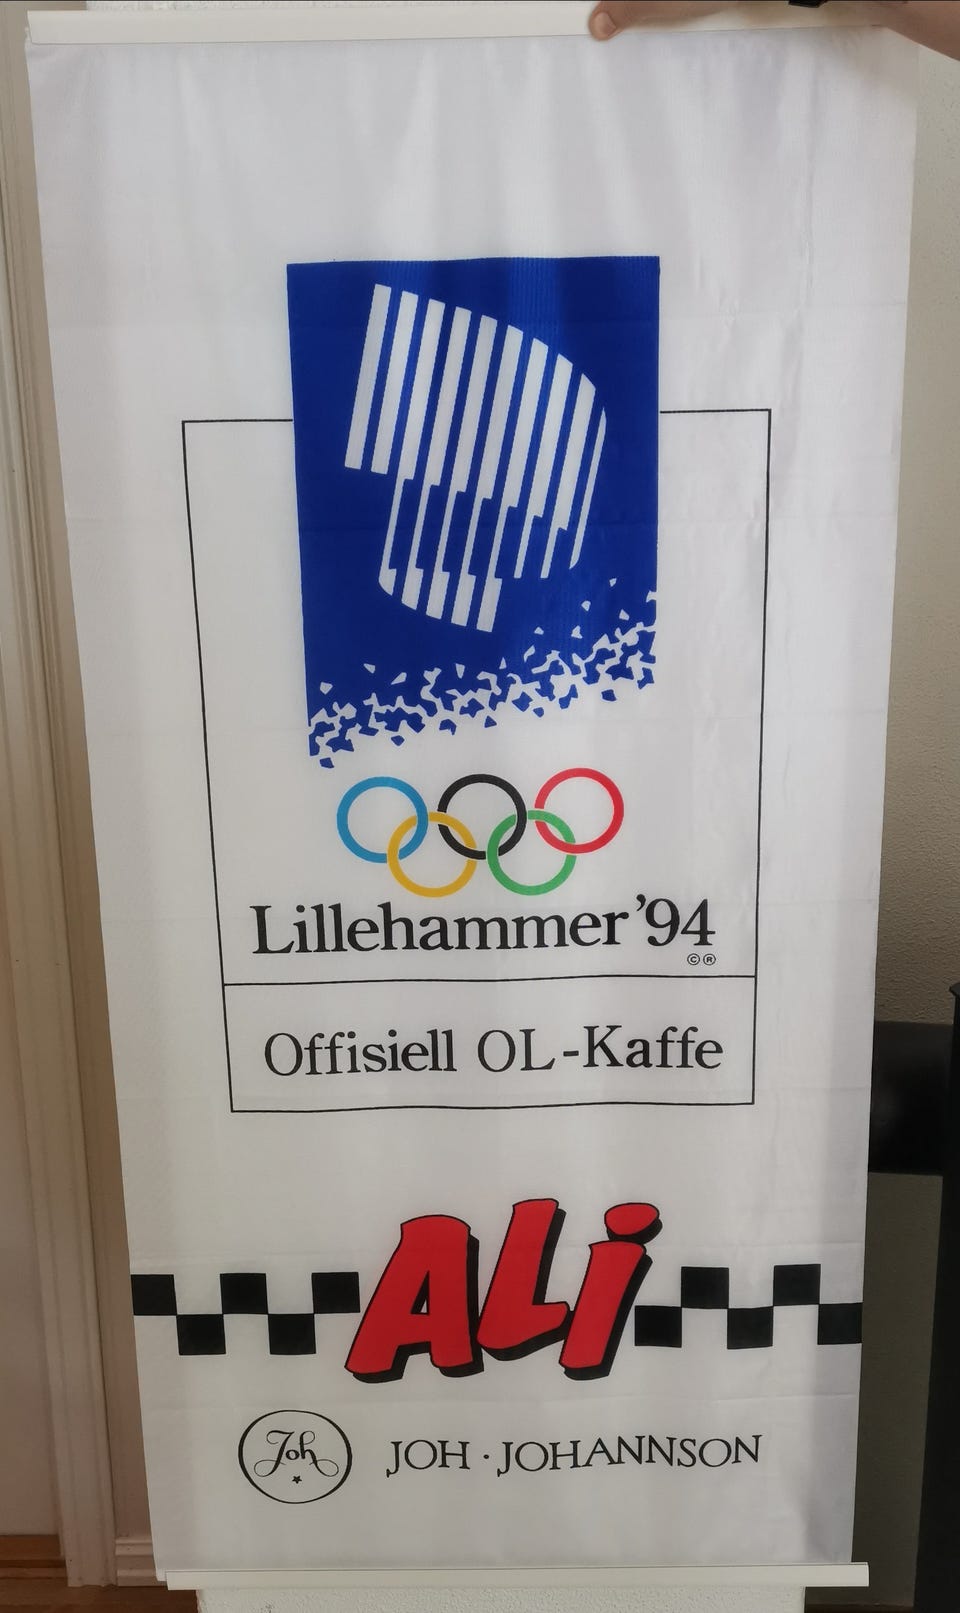 Lillehammer '94
©®
Offisiell OL-Kaffe
ALi
Joh
JOH · JOHANNSON